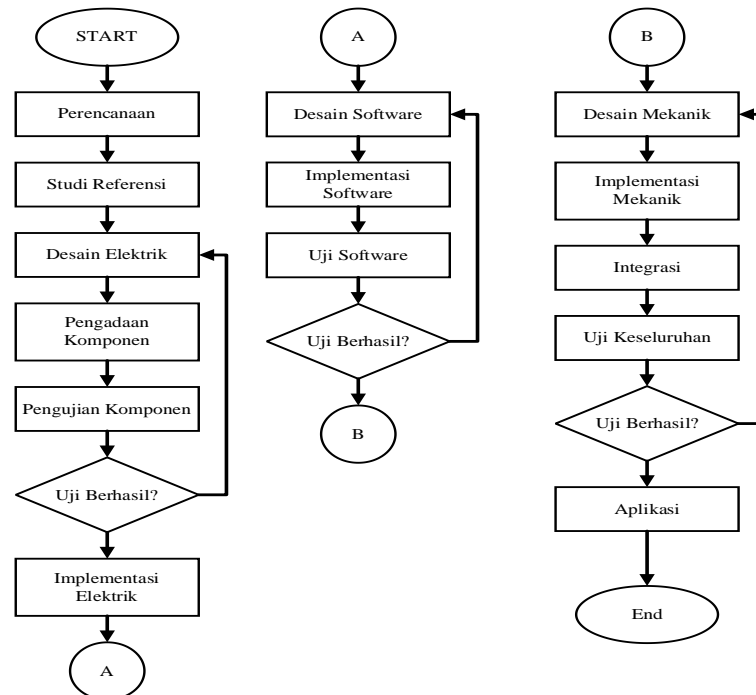 START
Perencanaan
Studi Referensi
Desain Elektrik
Pengadaan
Komponen
Pengujian Komponen
Uji Berhasil?
Implementasi
Elektrik
A
A
Desain Software
Implementasi
Software
Uji Software
Uji Berhasil?
B
B
Desain Mekanik
Implementasi
Mekanik
Integrasi
Uji Keseluruhan
Uji Berhasil?
Aplikasi
End